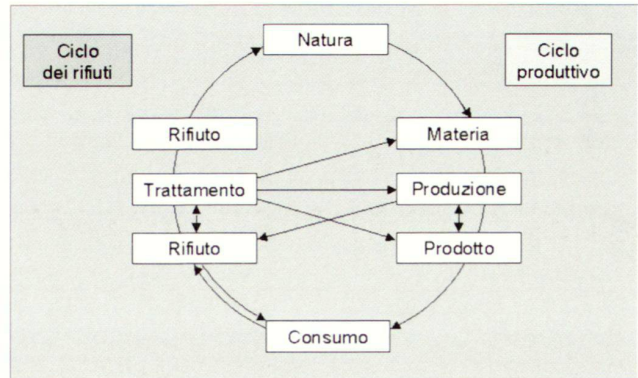 Natura
Ciclo
dei rifiuti
Ciclo
produttivo
Rifiuto
Materia
Trattamento
Produzione
Rifiuto
Prodotto
Consumo